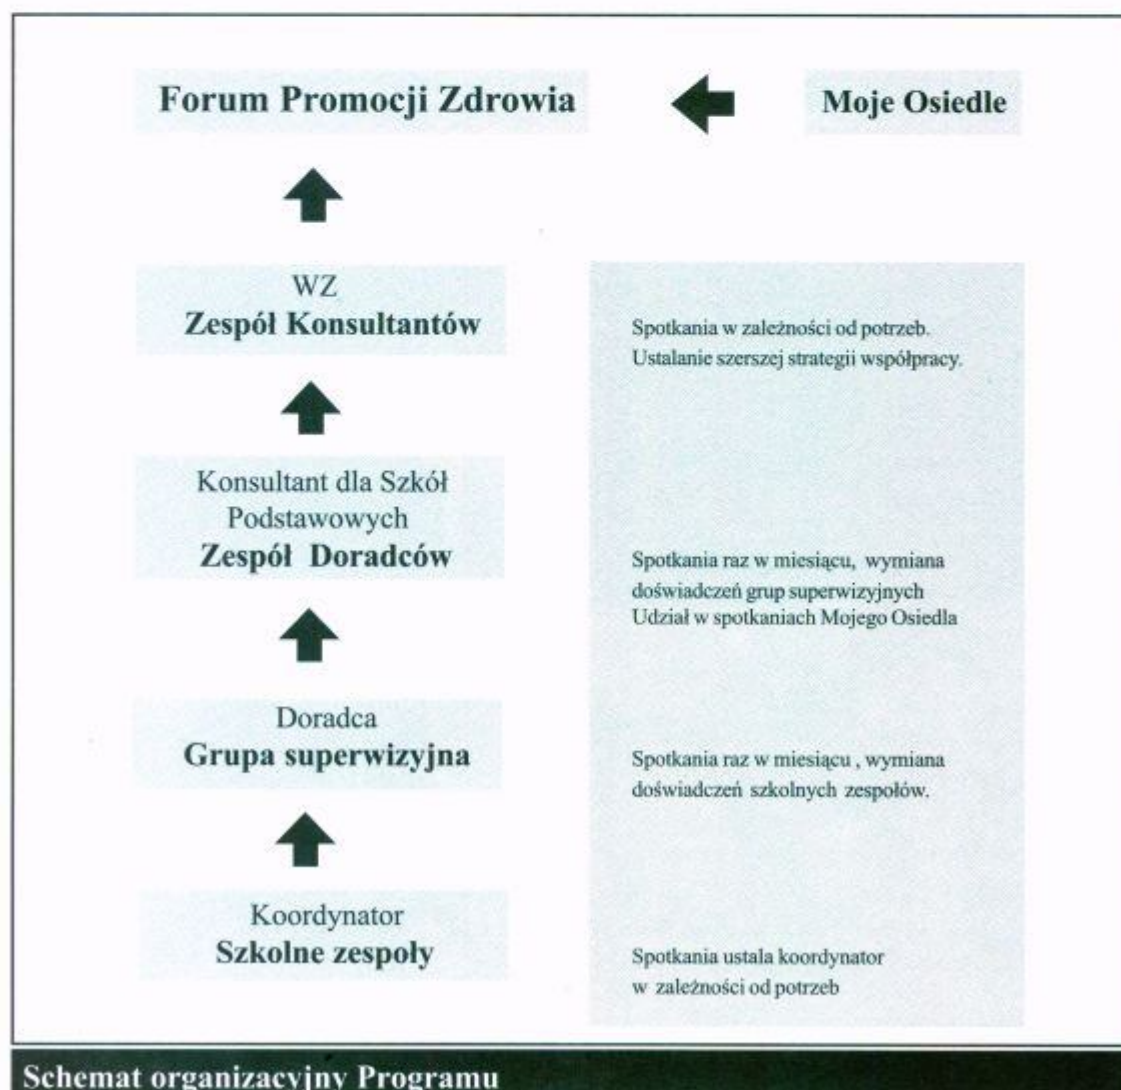 Forum Promocji Zdrowia
Moje Osiedle
WZ
Zespół Konsultantów
Spotkania w zależności od potrzeb.
Ustalanie szerszej strategii współpracy.
Konsultant dla Szkół
Podstawowych
Zespół Doradców
Spotkania raz w miesiącu, wymiana
doświadczeń grup superwizyjnych
Udział w spotkaniach Mojego Osiedla
Doradca
Grupa superwizyjna
Spotkania raz w miesiącu , wymiana
doświadczeń szkolnych zespołów.
Koordynator
Szkolne zespoły
Spotkania ustala koordynator
w zależności od potrzeb
Schemat organizacyjny Programu